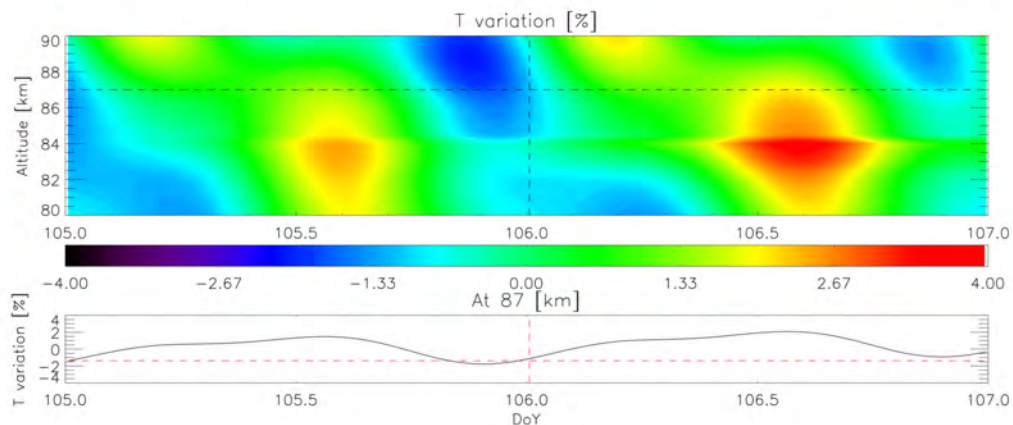 T variation [%]
90
88
86
84
82
80
Altitude [km]
105.0 105.5 106.0 106.5 107.0
−4.00 −2.67 −1.33 0.00 1.33 2.67 4.00
At 87 [km]
4
2
0
−2
−4
T variation [%]
105.0 105.5 106.0 106.5 107.0
DoY